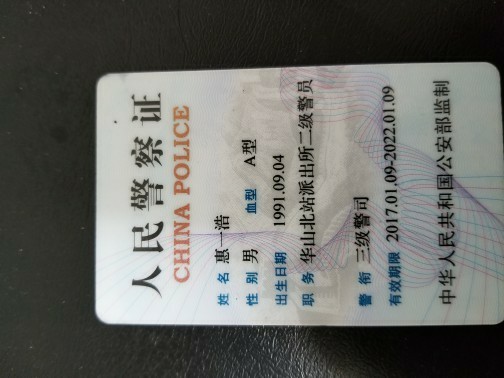 人民警察证
CHINA POLICE
姓 名 惠一浩
性 别 男 血型 A型
出生日期 1991.09.04
职 务 华山北站派出所二级警员
警 衔 三级警司
有效期限 2017.01.09-2022.01.09
中华人民共和国公安部监制